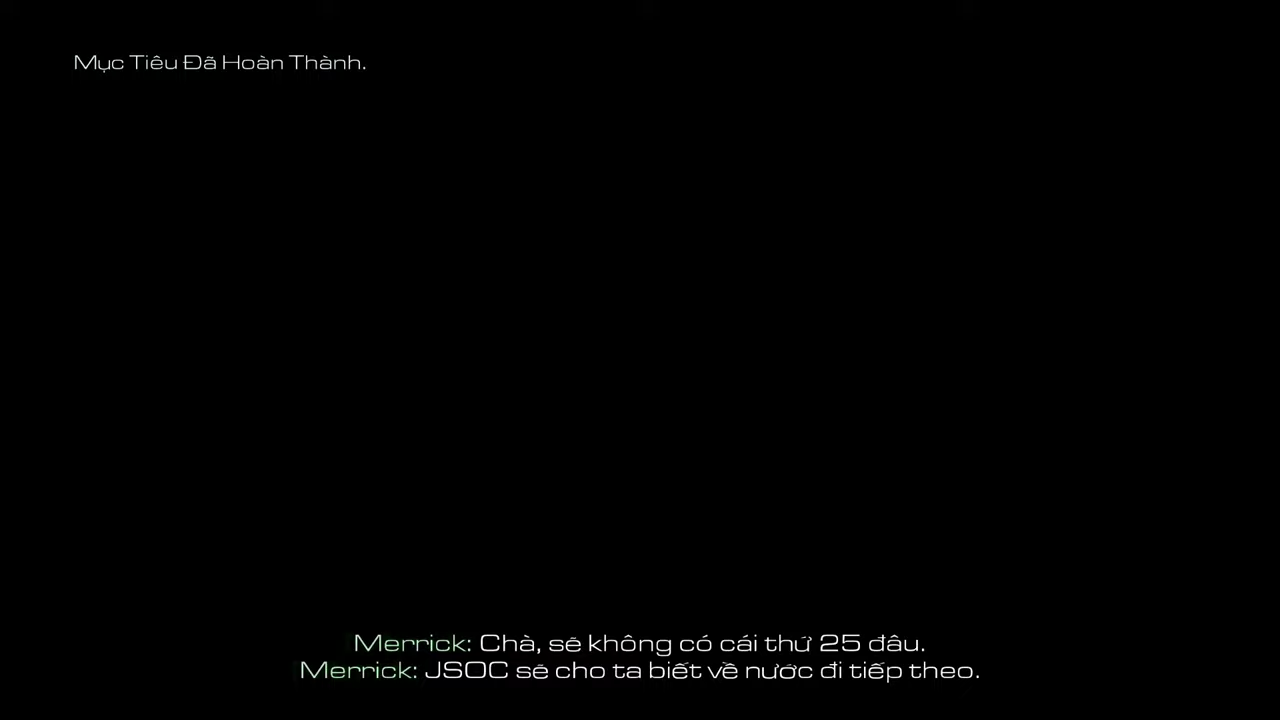 Mục Tiêu Đã Hoàn Thành.
Merrick: Chà, sẽ không có cái thứ 25 đâu.
Merrick: JSOC sẽ cho ta biết về nước đi tiếp theo.